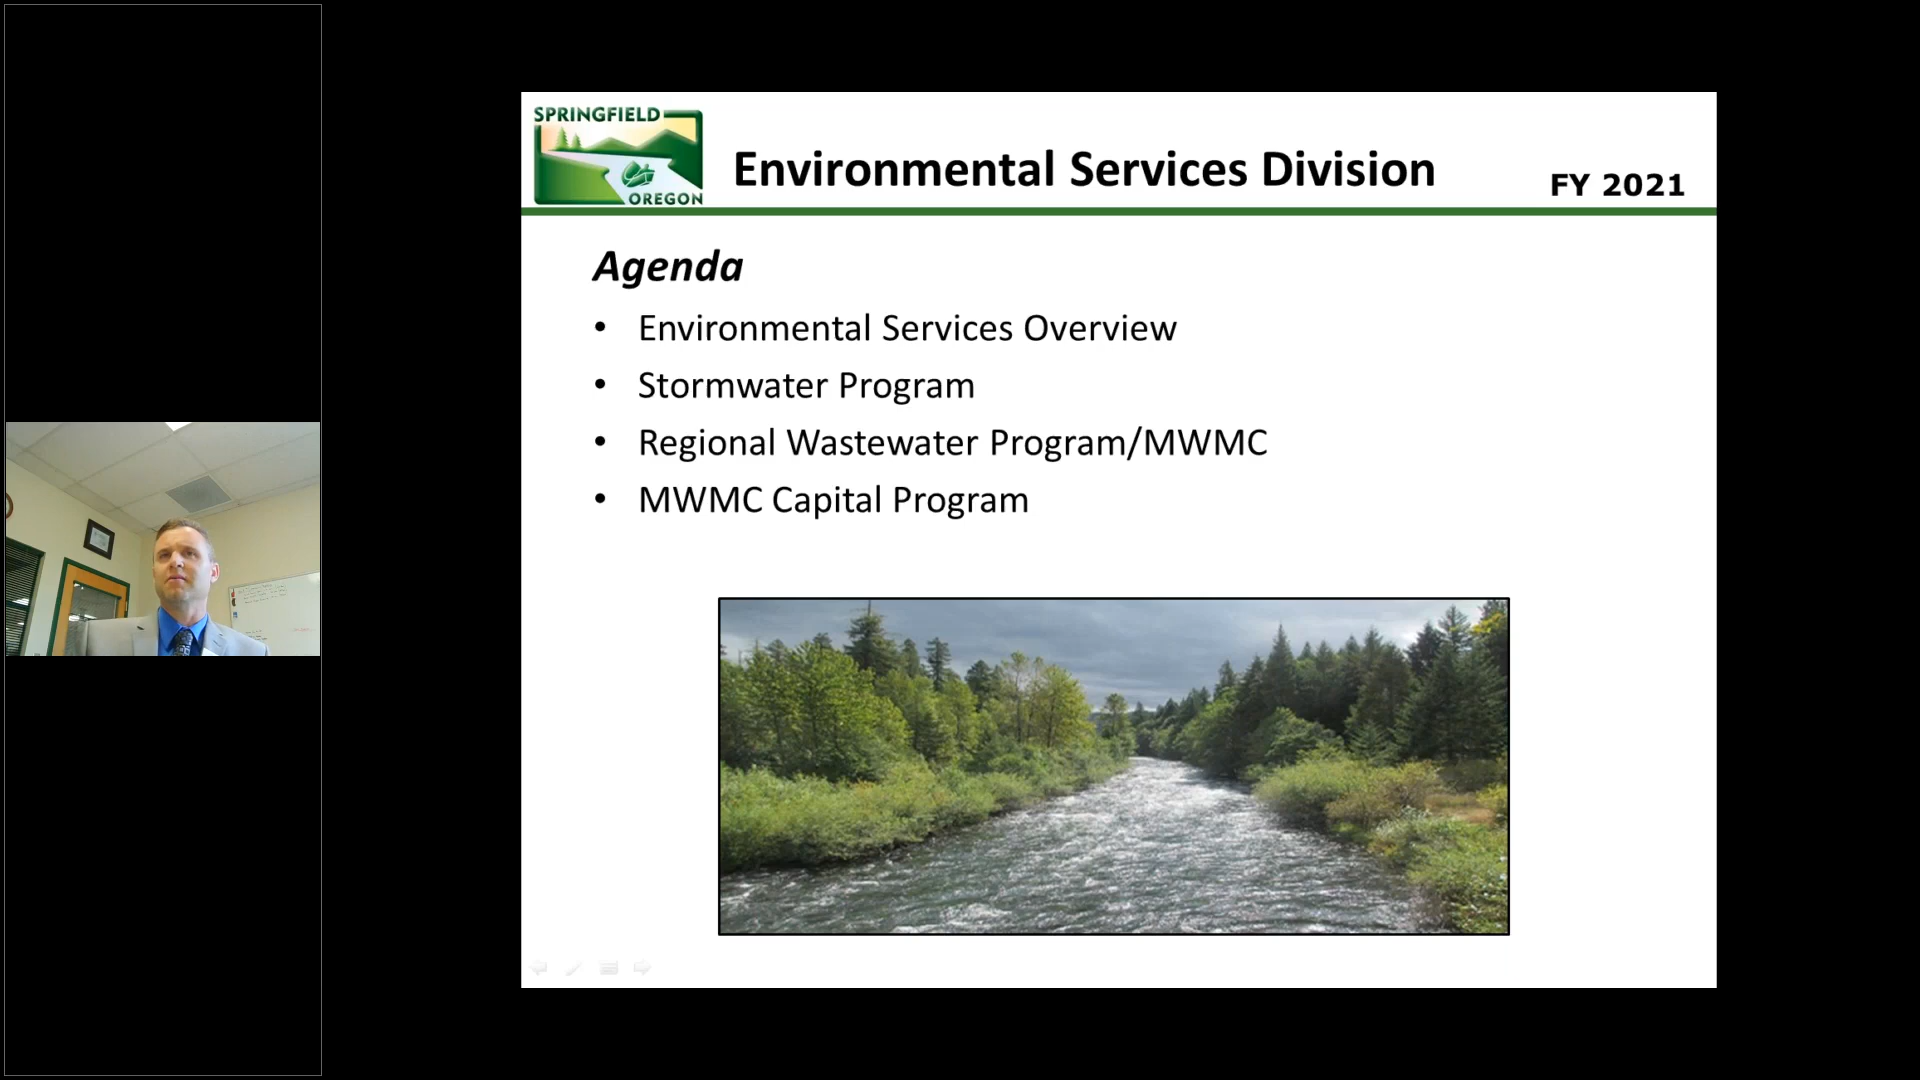 SPRINGFIELD
OREGON
Environmental Services Division
FY 2021
Agenda
• Environmental Services Overview
• Stormwater Program
• Regional Wastewater Program/MWMC
• MWMC Capital Program